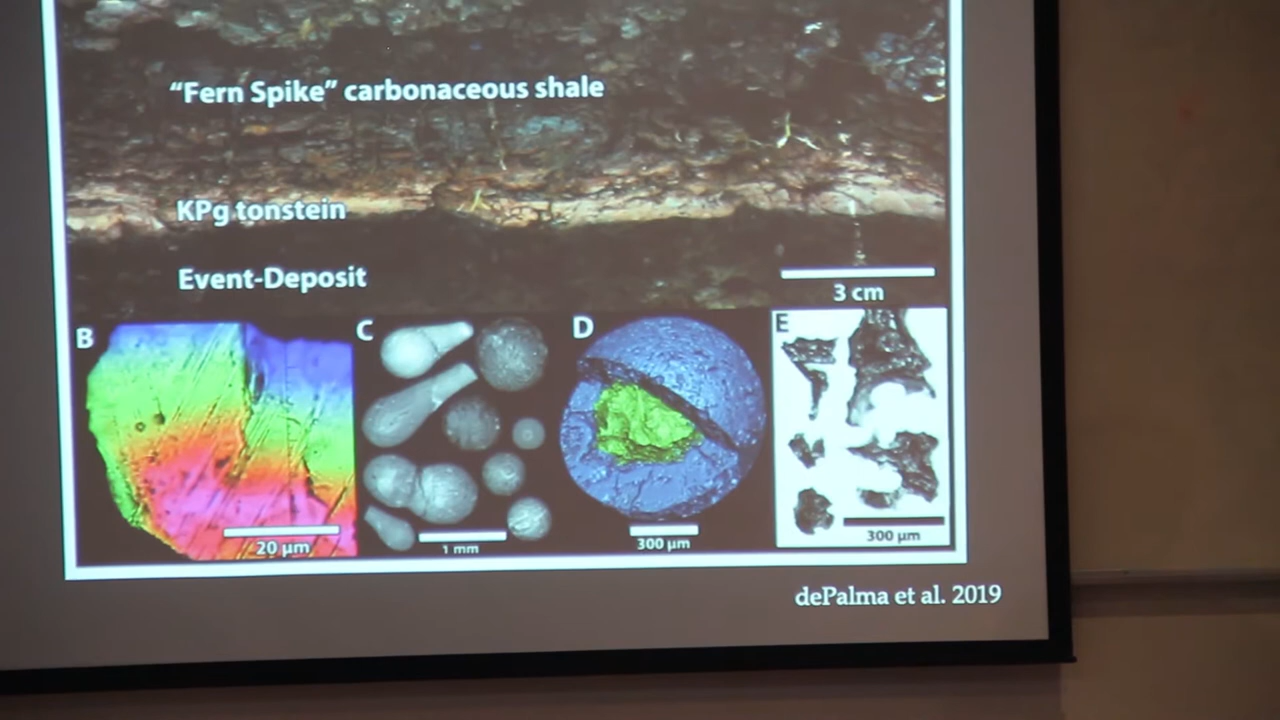 “Fern Spike” carbonaceous shale
KPg tonstein
Event-Deposit
3 cm
B
C
D
E
20 µm
1 mm
300 µm
300 µm
dePalma et al. 2019